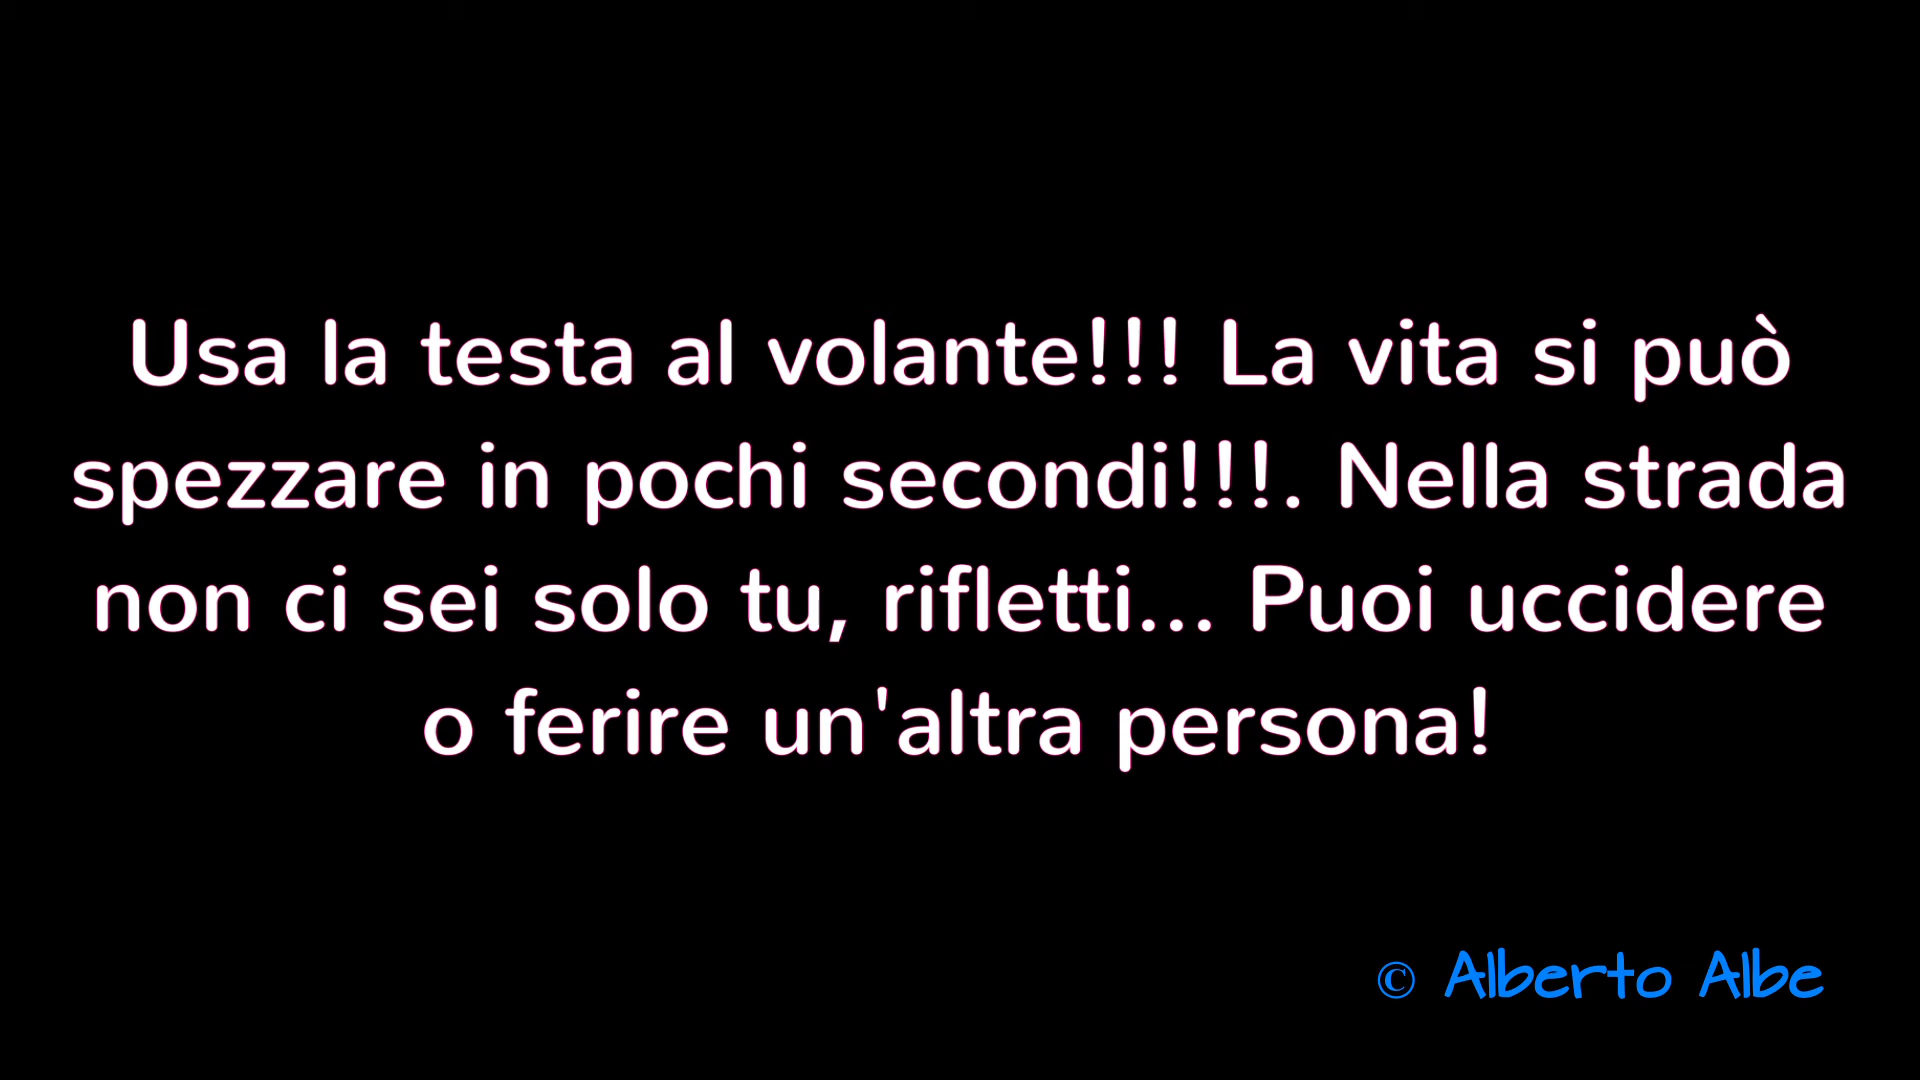 Usa la testa al volante!!! La vita si può
spezzare in pochi secondi!!!. Nella strada
non ci sei solo tu, rifletti... Puoi uccidere
o ferire un'altra persona!
© Alberto Albe